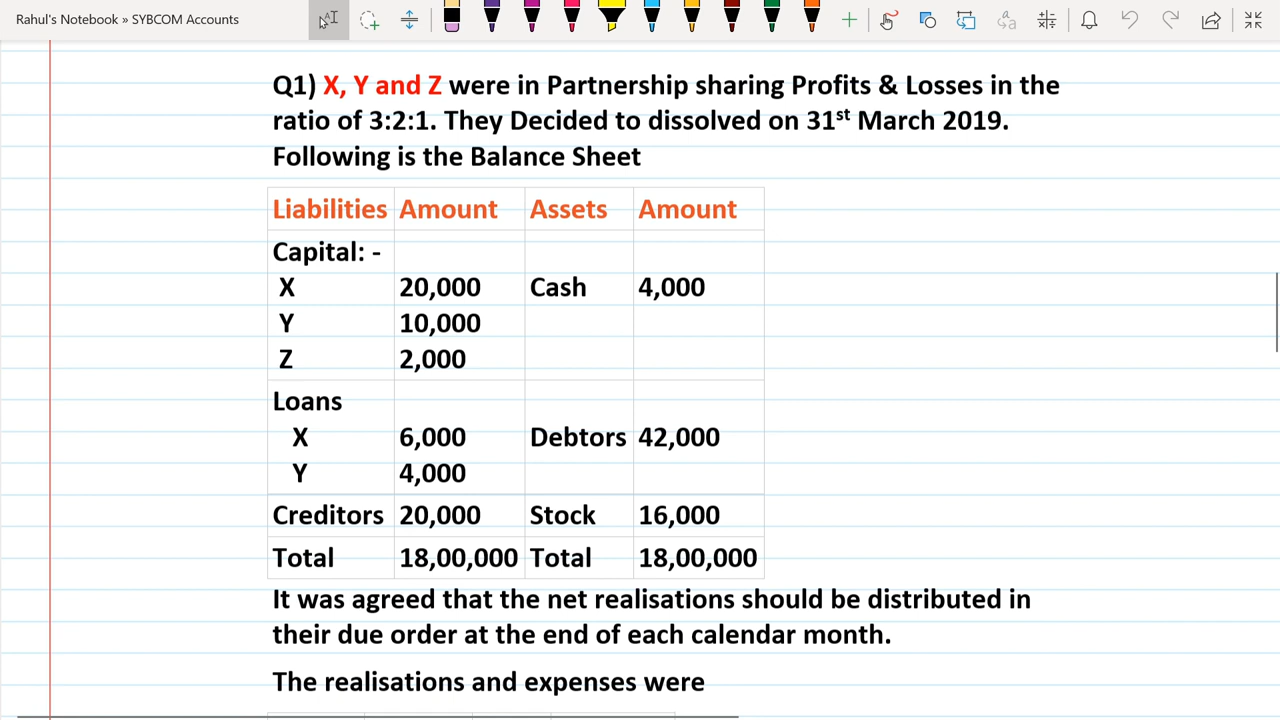 Rahul's Notebook » SYBCOM Accounts
Q1) X, Y and Z were in Partnership sharing Profits & Losses in the
ratio of 3:2:1. They Decided to dissolved on 31st March 2019.
Following is the Balance Sheet
Liabilities Amount Assets Amount
Capital: -
X 20,000 Cash 4,000
Y 10,000
Z 2,000
Loans
X 6,000 Debtors 42,000
Y 4,000
Creditors 20,000 Stock 16,000
Total 18,00,000 Total 18,00,000
It was agreed that the net realisations should be distributed in
their due order at the end of each calendar month.
The realisations and expenses were